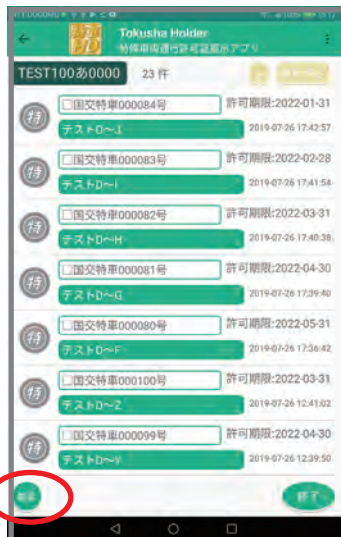 Tokusha Holder
特殊車両通行許可証表示アプリ
TEST100あ0000 23 件
特 □国交特車000084号 許可期限:2022-01-31
テストD~J 2019-07-26 17:42:57
特 □国交特車000083号 許可期限:2022-02-28
テストD~I 2019-07-26 17:41:54
特 □国交特車000082号 許可期限:2022-03-31
テストD~H 2019-07-26 17:40:38
特 □国交特車000081号 許可期限:2022-04-30
テストD~G 2019-07-26 17:39:40
特 □国交特車000080号 許可期限:2022-05-31
テストD~F 2019-07-26 17:36:42
特 □国交特車000100号 許可期限:2022-03-31
テストD~Z 2019-07-26 12:41:02
特 □国交特車000099号 許可期限:2022-04-30
テストD~Y 2019-07-26 12:39:50
終了